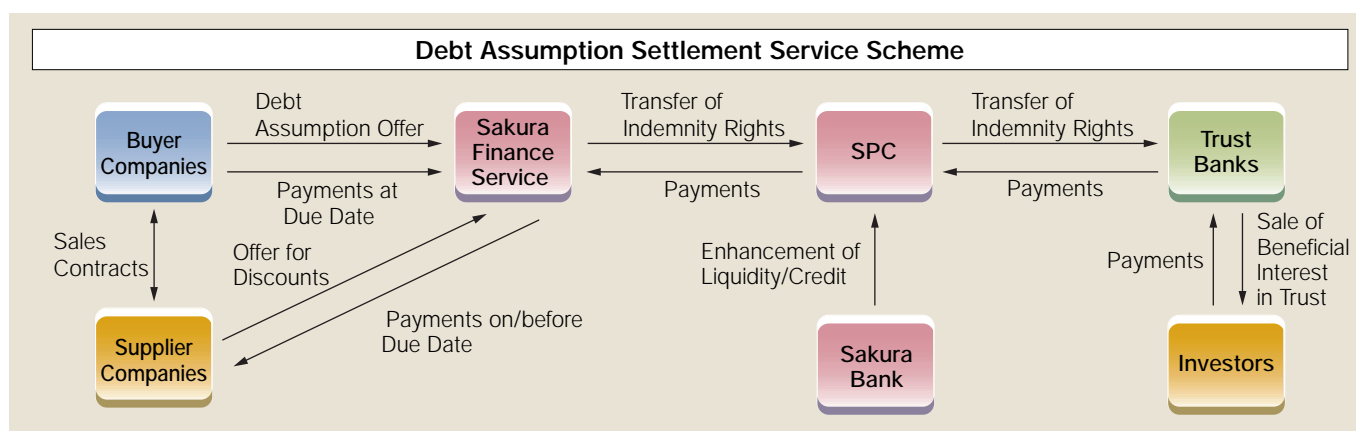 Debt Assumption Settlement Service Scheme
Buyer
Companies
Debt
Assumption Offer
Payments at
Due Date
Sakura
Finance
Service
Transfer of
Indemnity Rights
Payments
SPC
Transfer of
Indemnity Rights
Payments
Trust
Banks
Sales
Contracts
Offer for
Discounts
Payments on/before
Due Date
Enhancement of
Liquidity/Credit
Payments
Sale of
Beneficial
Interest
in Trust
Supplier
Companies
Sakura
Bank
Investors